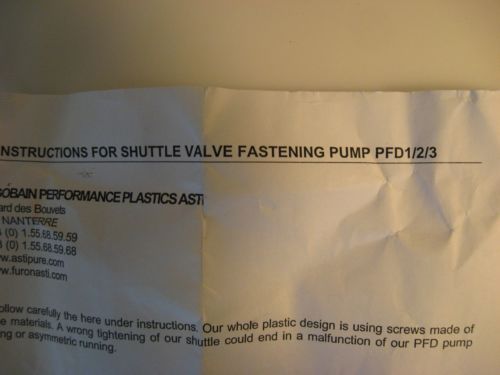 NSTRUCTIONS FOR SHUTTLE VALVE FASTENING PUMP PFD1/2/3
GOBAIN PERFORMANCE PLASTICS ASTI
ard des Bouvets
NANTERRE
(0) 1.55.68.59.59
(0) 1.55.68.59.68
w.astipure.com
w.furonasti.com
ollow carefully the here under instructions. Our whole plastic design is using screws made of
e materials. A wrong tightening of our shuttle could end in a malfunction of our PFD pump
ng or asymmetric running.